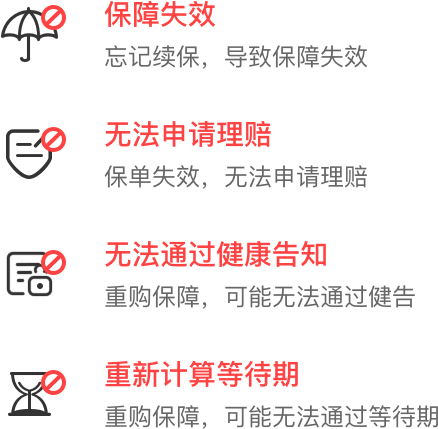 保障失效
忘记续保，导致保障失效
无法申请理赔
保单失效，无法申请理赔
无法通过健康告知
重购保障，可能无法通过健告
重新计算等待期
重购保障，可能无法通过等待期